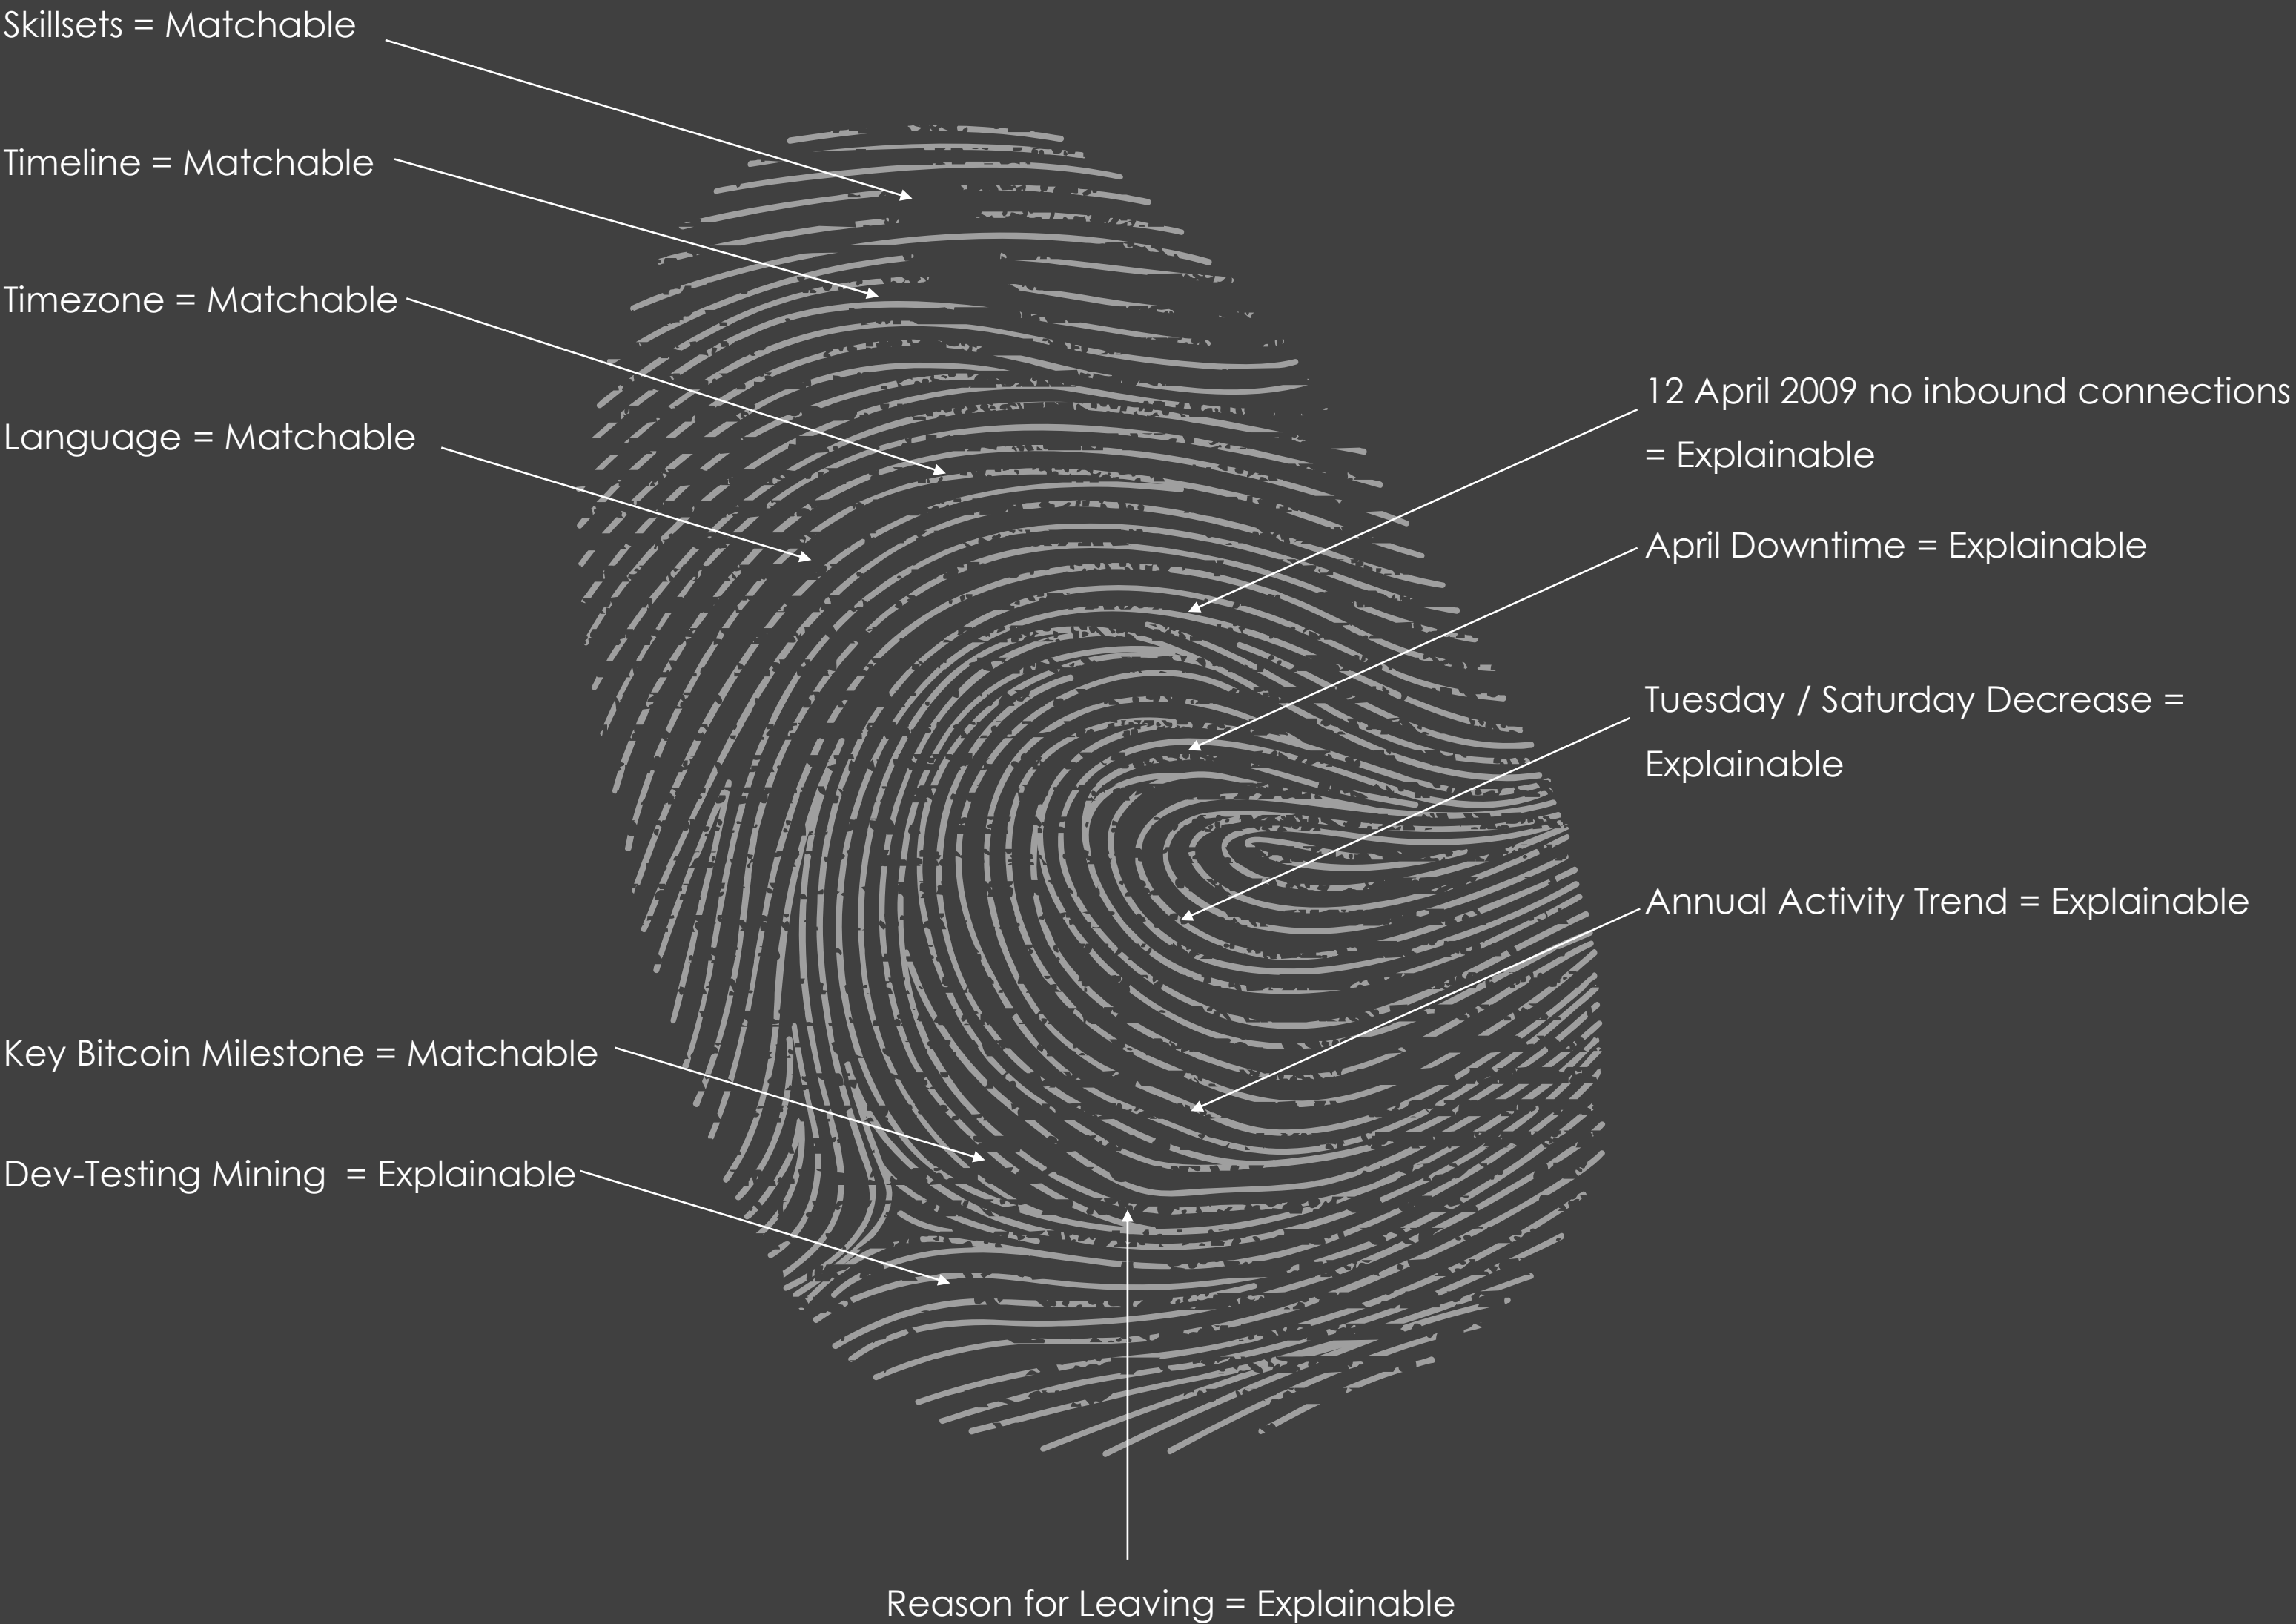 Skillsets = Matchable
Timeline = Matchable
Timezone = Matchable
Language = Matchable
12 April 2009 no inbound connections
= Explainable
April Downtime = Explainable
Tuesday / Saturday Decrease =
Explainable
Annual Activity Trend = Explainable
Key Bitcoin Milestone = Matchable
Dev-Testing Mining = Explainable
Reason for Leaving = Explainable